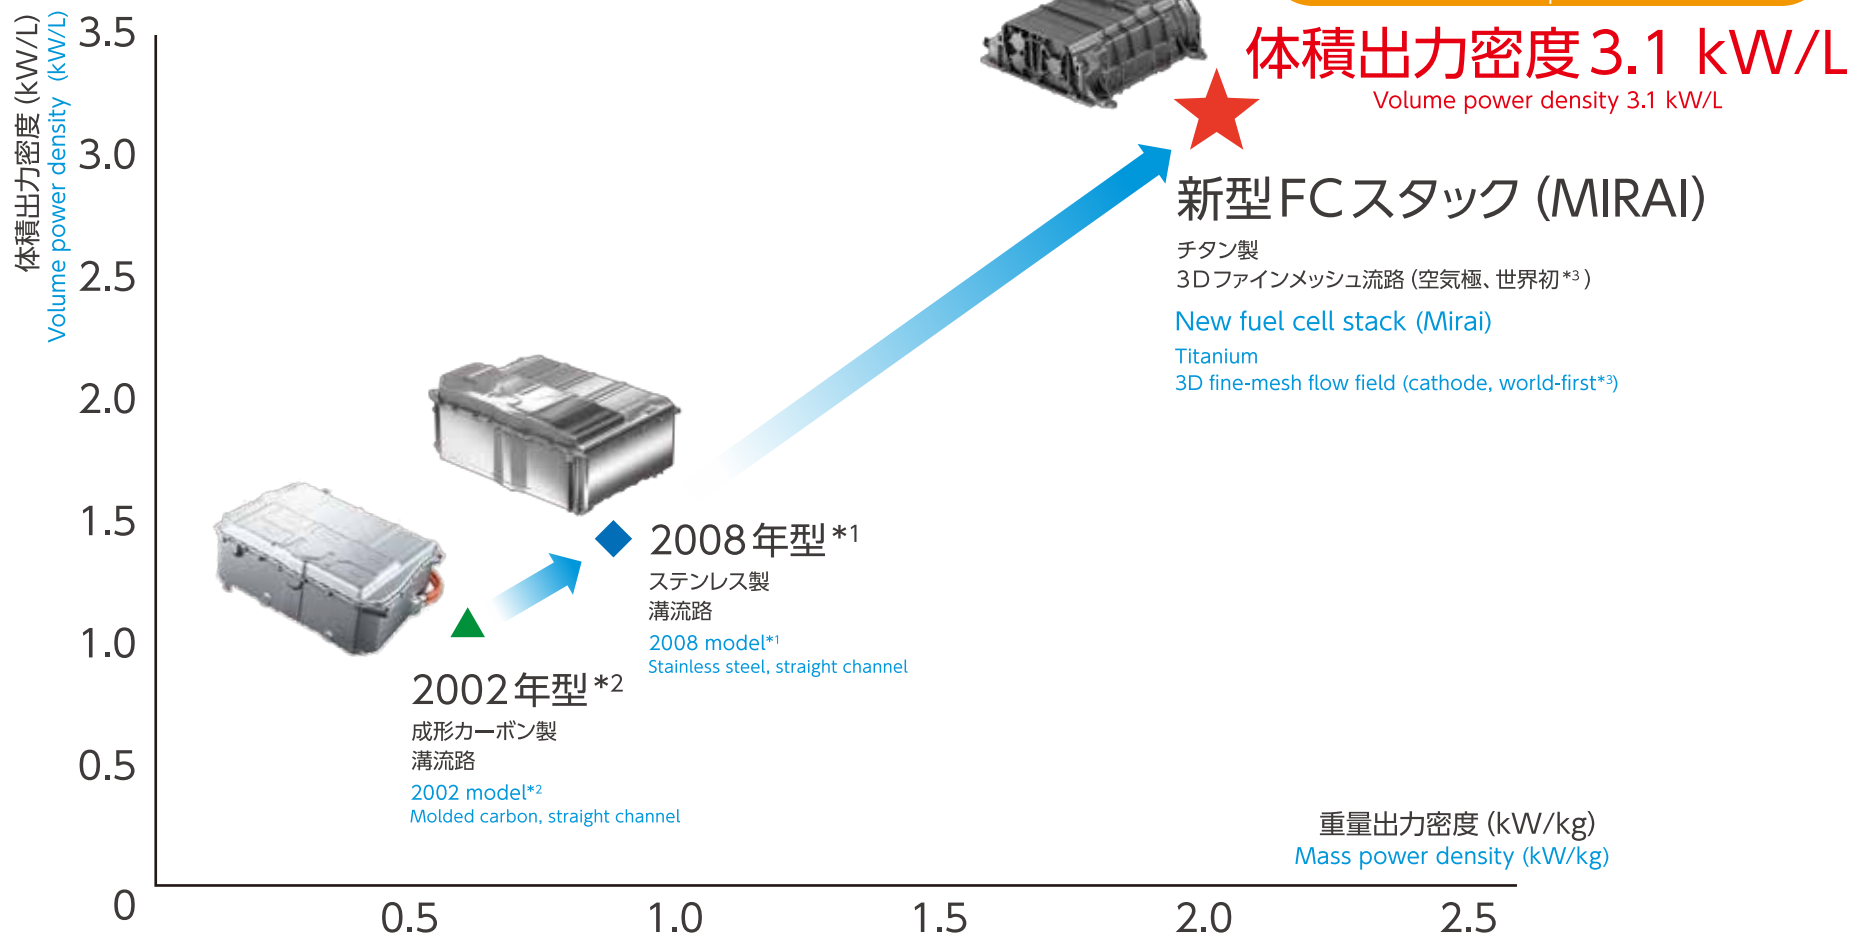 体積出力密度 (kW/L)
Volume power density (kW/L)
3.5
3.0
2.5
2.0
1.5
1.0
0.5
0
体積出力密度3.1 kW/L
Volume power density 3.1 kW/L
新型FCスタック (MIRAI)
チタン製
3Dファインメッシュ流路 (空気極、世界初*3)
New fuel cell stack (Mirai)
Titanium
3D fine-mesh flow field (cathode, world-first*3)
2008年型*1
ステンレス製
溝流路
2008 model*1
Stainless steel, straight channel
2002年型*2
成形カーボン製
溝流路
2002 model*2
Molded carbon, straight channel
重量出力密度 (kW/kg)
Mass power density (kW/kg)
0.5
1.0
1.5
2.0
2.5